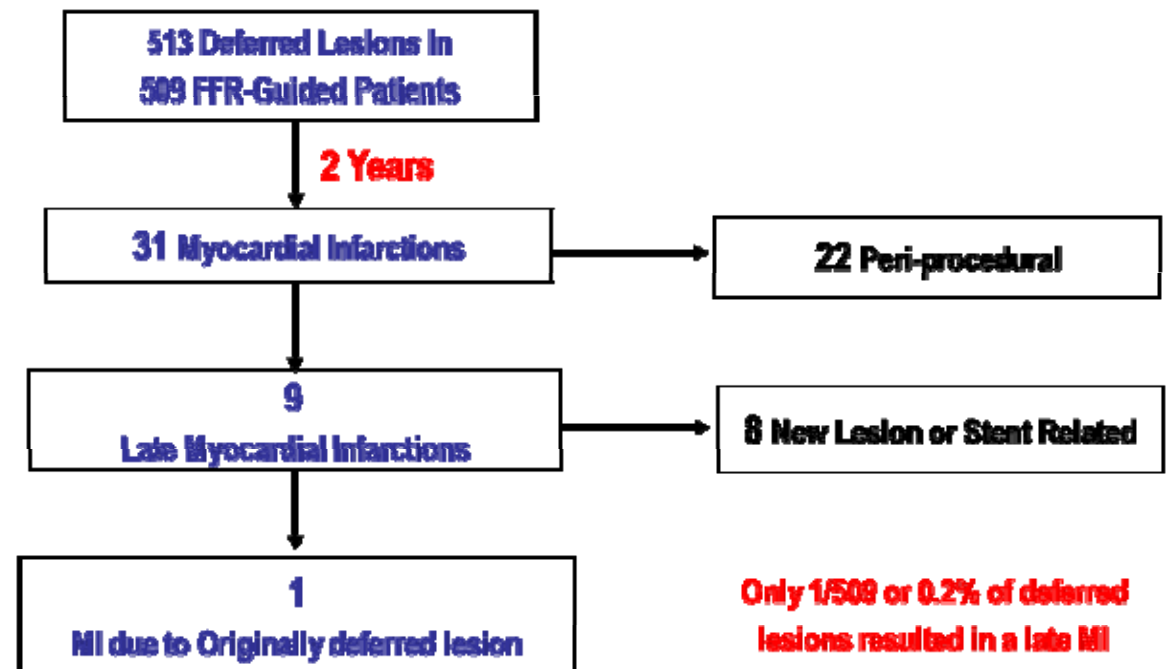 513 Deferred Lesions in
509 FFR-Guided Patients
2 Years
31 Myocardial Infarctions
22 Peri-procedural
9
Late Myocardial Infarctions
8 New Lesion or Stent Related
1
MI due to Originally deferred lesion
Only 1/509 or 0.2% of deferred
lesions resulted in a late MI